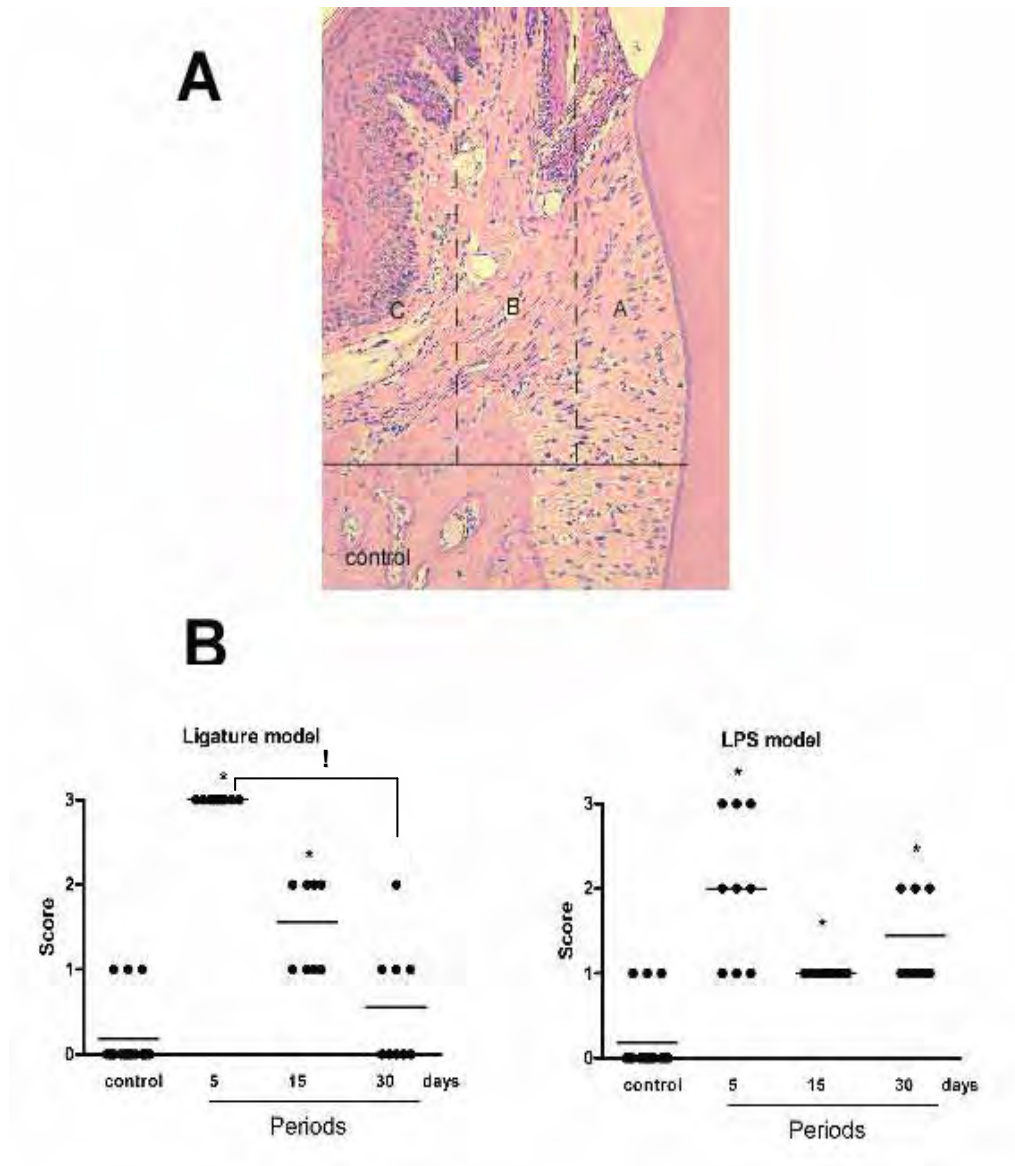 A
C B A
control
B
Ligature model
!
*
*
3
2
1
0
Score
control 5 15 30 days
Periods
LPS model
*
*
*
3
2
1
0
Score
control 5 15 30 days
Periods